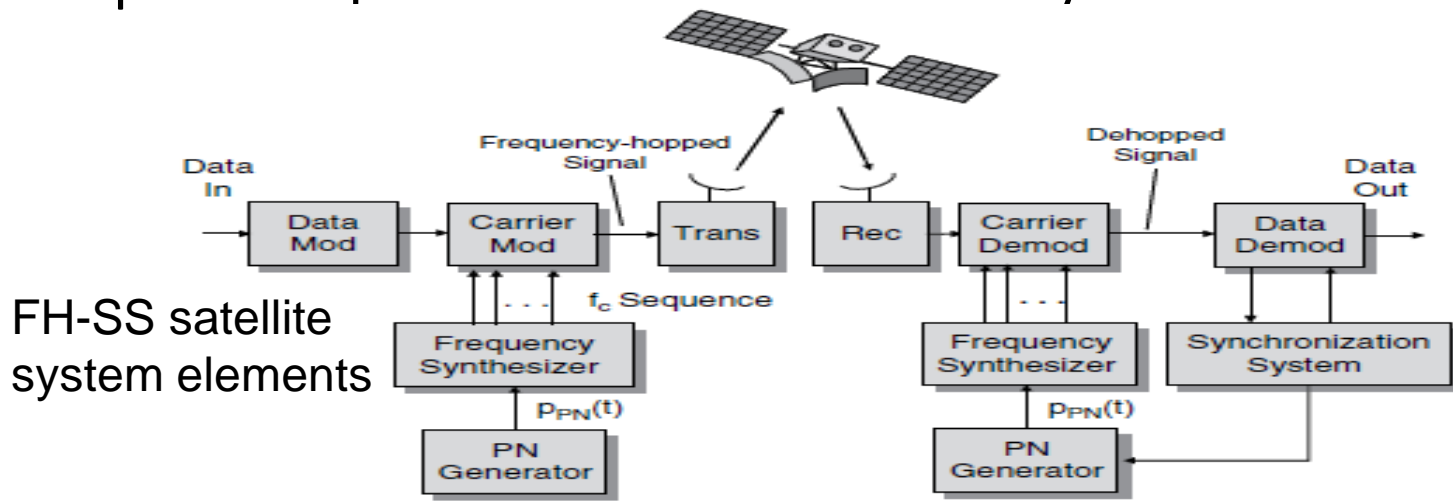 Frequency-hopped
Signal
Dehopped
Signal
Data
In
Data
Out
Data
Mod
Carrier
Mod
Trans
Rec
Carrier
Demod
Data
Demod
. . .
f_c Sequence
. . .
FH-SS satellite
system elements
Frequency
Synthesizer
Frequency
Synthesizer
Synchronization
System
p_PN(t)
p_PN(t)
PN
Generator
PN
Generator